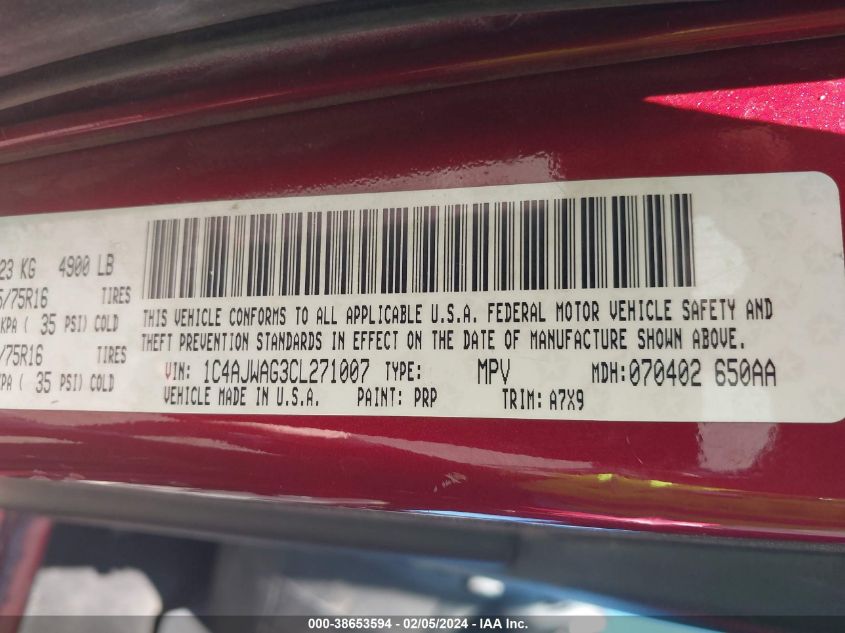 23 KG 4900 LB
/75R16 TIRES
KPA ( 35 PSI) COLD
/75R16 TIRES
KPA ( 35 PSI) COLD
THIS VEHICLE CONFORMS TO ALL APPLICABLE U.S.A. FEDERAL MOTOR VEHICLE SAFETY AND
THEFT PREVENTION STANDARDS IN EFFECT ON THE DATE OF MANUFACTURE SHOWN ABOVE.
VIN: 1C4AJWAG3CL271007 TYPE: MPV MDH:070402 650AA
VEHICLE MADE IN U.S.A. PAINT: PRP TRIM: A7X9
000-38653594 - 02/05/2024 - IAA Inc.